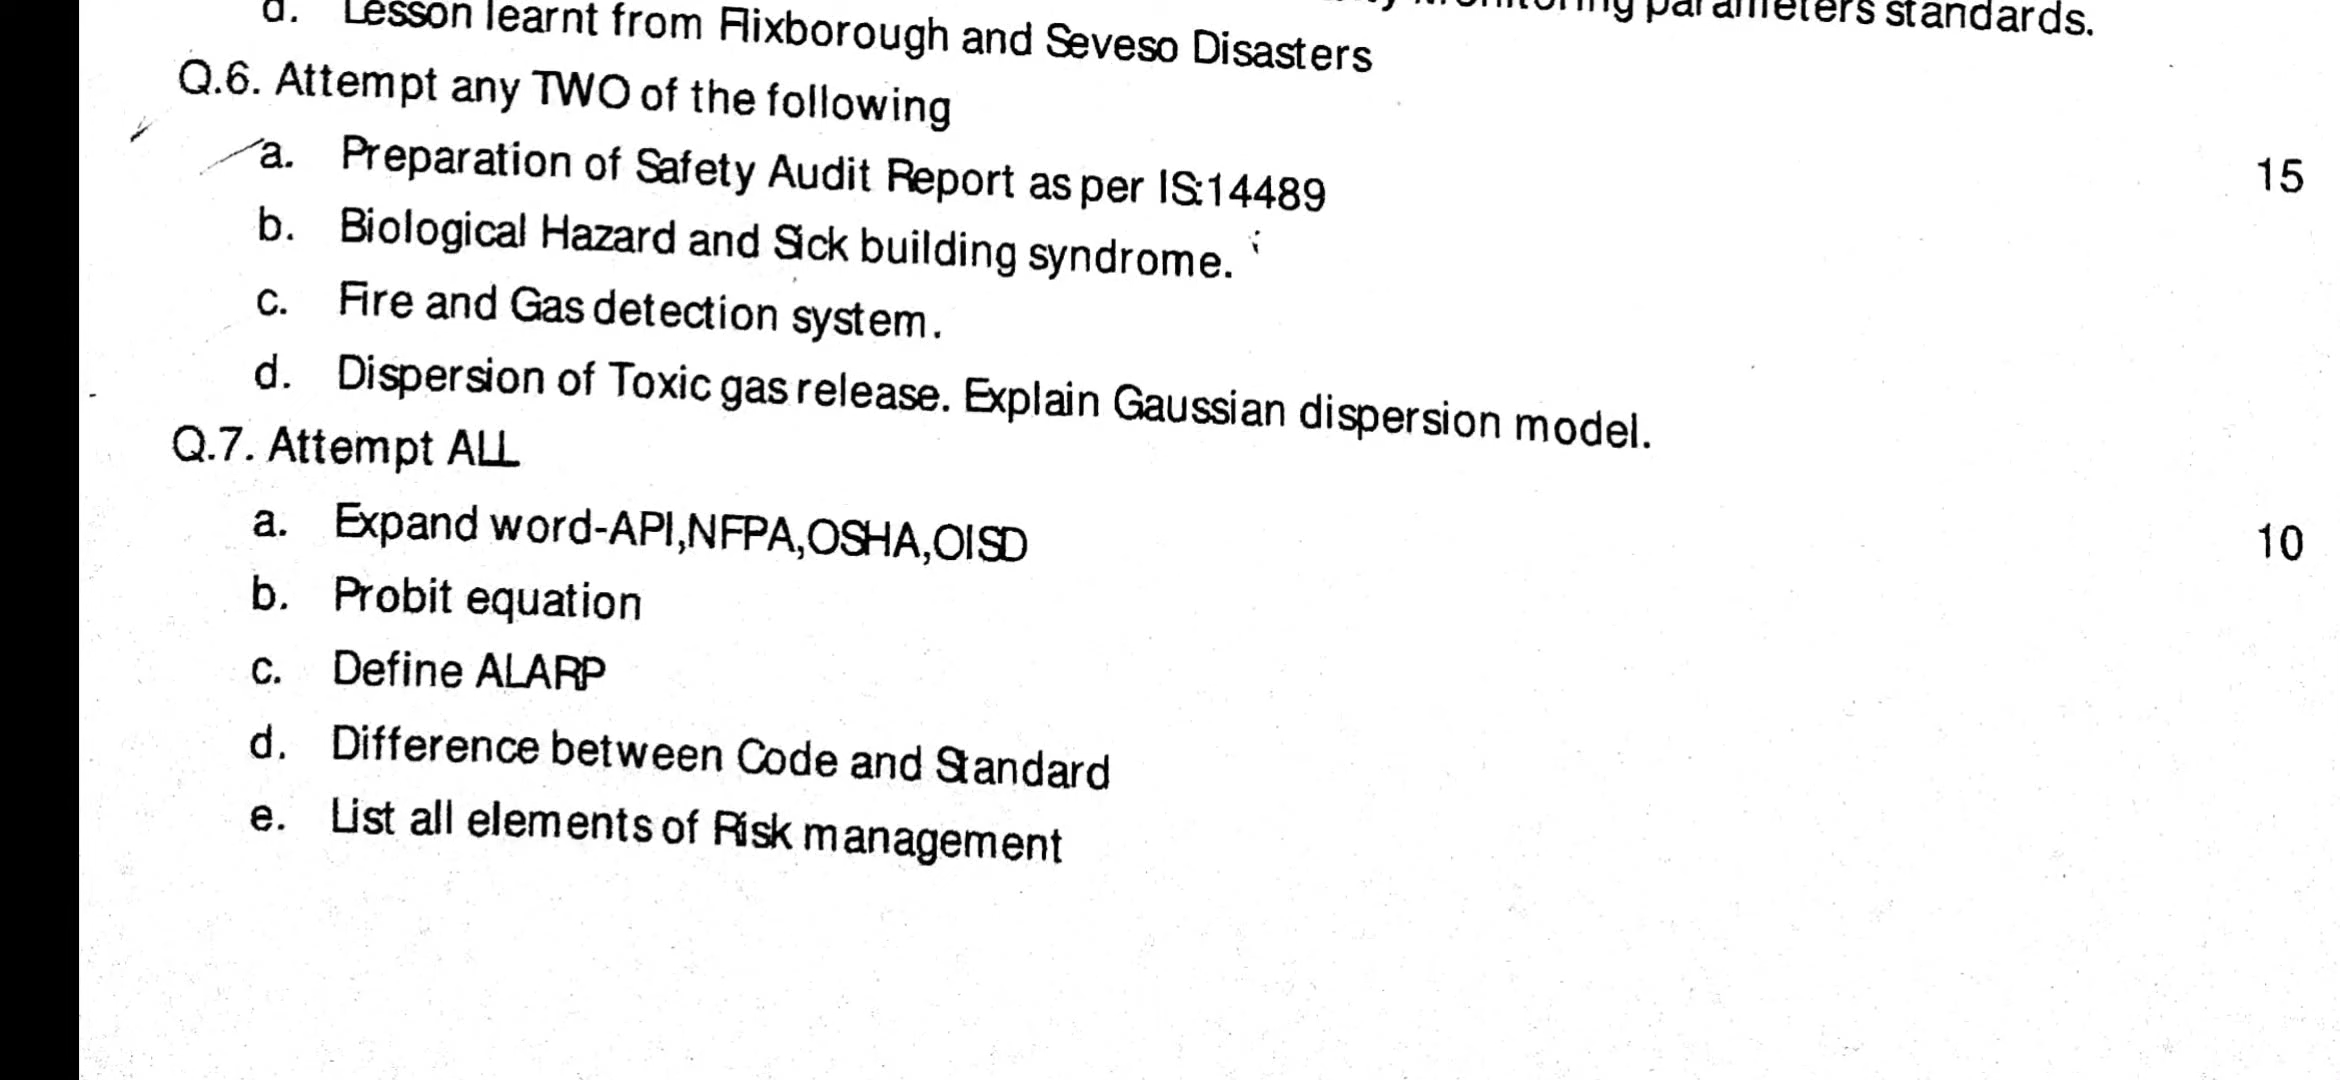 parameters standards.
d. Lesson learnt from Flixborough and Seveso Disasters
Q.6. Attempt any TWO of the following
15
a. Preparation of Safety Audit Report as per IS:14489
b. Biological Hazard and Sick building syndrome.
c. Fire and Gas detection system.
d. Dispersion of Toxic gas release. Explain Gaussian dispersion model.
Q.7. Attempt ALL
10
a. Expand word-API,NFPA,OSHA,OISD
b. Probit equation
c. Define ALARP
d. Difference between Code and Standard
e. List all elements of Risk management